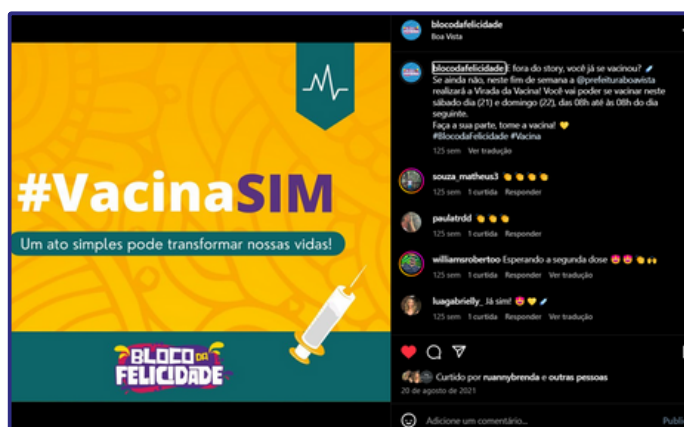 #VacinaSIM
Um ato simples pode transformar nossas vidas!
BLOCO DA
FELICIDADE
blocodafelicidade
Boa Vista
blocodafelicidade E fora do story, você já se vacinou?
Se ainda não, neste fim de semana a @prefeituraboavista
realizará a Virada da Vacina! Você vai poder se vacinar neste
sábado dia (21) e domingo (22), das 08h até às 08h do dia
seguinte.
Faça a sua parte, tome a vacina! 💛
#BlocodaFelicidade #Vacina
125 sem Ver tradução
souza_matheus3 👏👏👏👏
125 sem 1 curtida Responder
paulatrdd 👏👏👏
125 sem 1 curtida Responder
williamsrobertoo Esperando a segunda dose 😍😍👏🙌
125 sem 1 curtida Responder Ver tradução
luagabrielly_ Já sim! 😍💛💉
125 sem 1 curtida Responder Ver tradução
Curtido por ruannybrenda e outras pessoas
20 de agosto de 2021
Adicione um comentário...